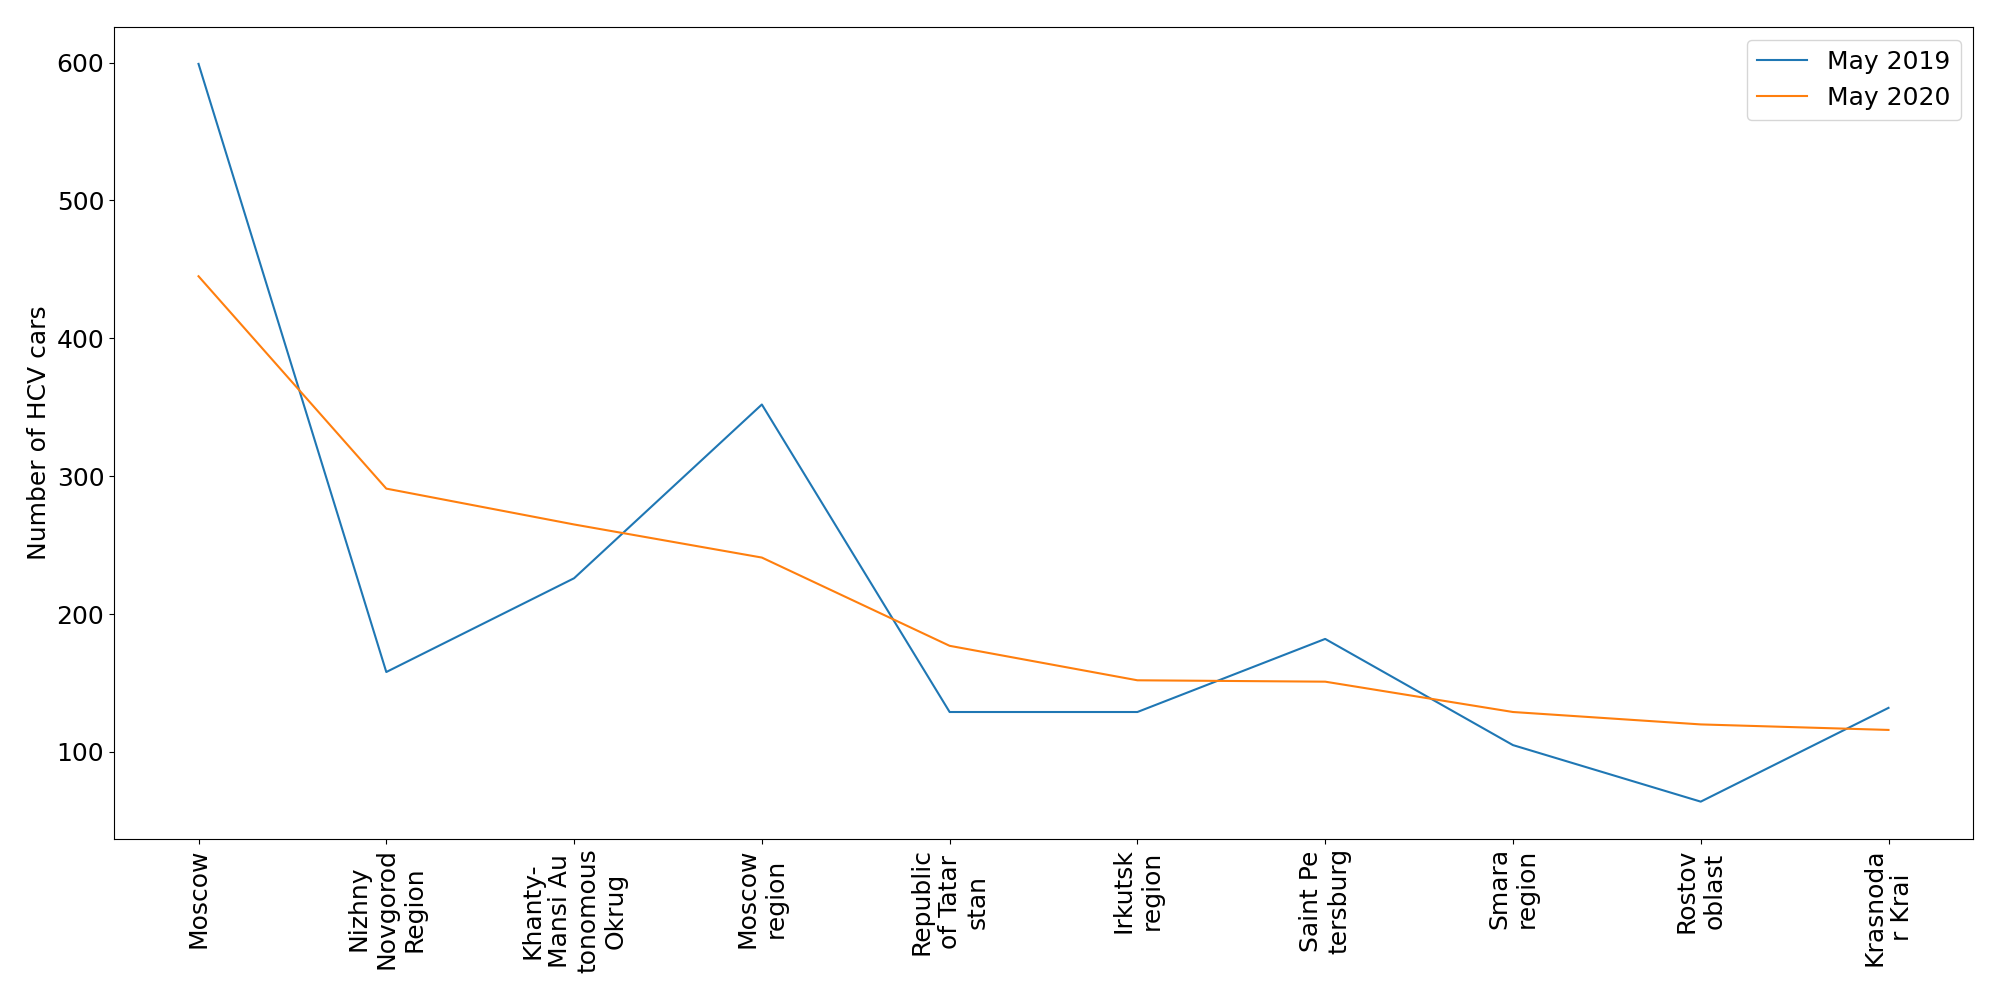 600
500
400
300
200
100
Number of HCV cars
May 2019
May 2020
Moscow
Nizhny
Novgorod
Region
Khanty-
Mansi Au
tonomous
Okrug
Moscow
region
Republic
of Tatar
stan
Irkutsk
region
Saint Pe
tersburg
Smara
region
Rostov
oblast
Krasnoda
r Krai